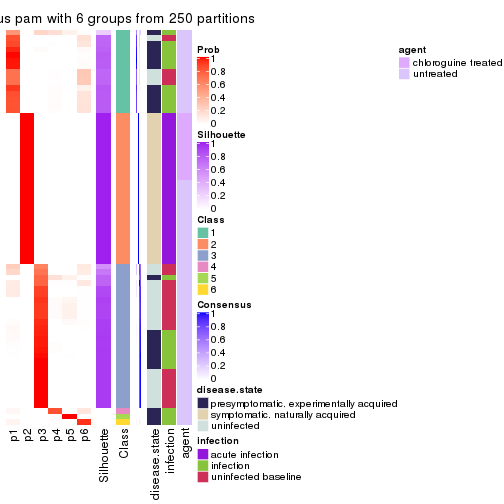 us pam with 6 groups from 250 partitions
Prob
1
0.8
0.6
0.4
0.2
0
Silhouette
1
0.8
0.6
0.4
0.2
0
Class
1
2
3
4
5
6
Consensus
1
0.8
0.6
0.4
0.2
0
disease.state
presymptomatic, experimentally acquired
symptomatic, naturally acquired
uninfected
infection
acute infection
infection
uninfected baseline
agent
chloroguine treated
untreated
p1
p2
p3
p4
p5
p6
Silhouette
Class
disease.state
infection
agent